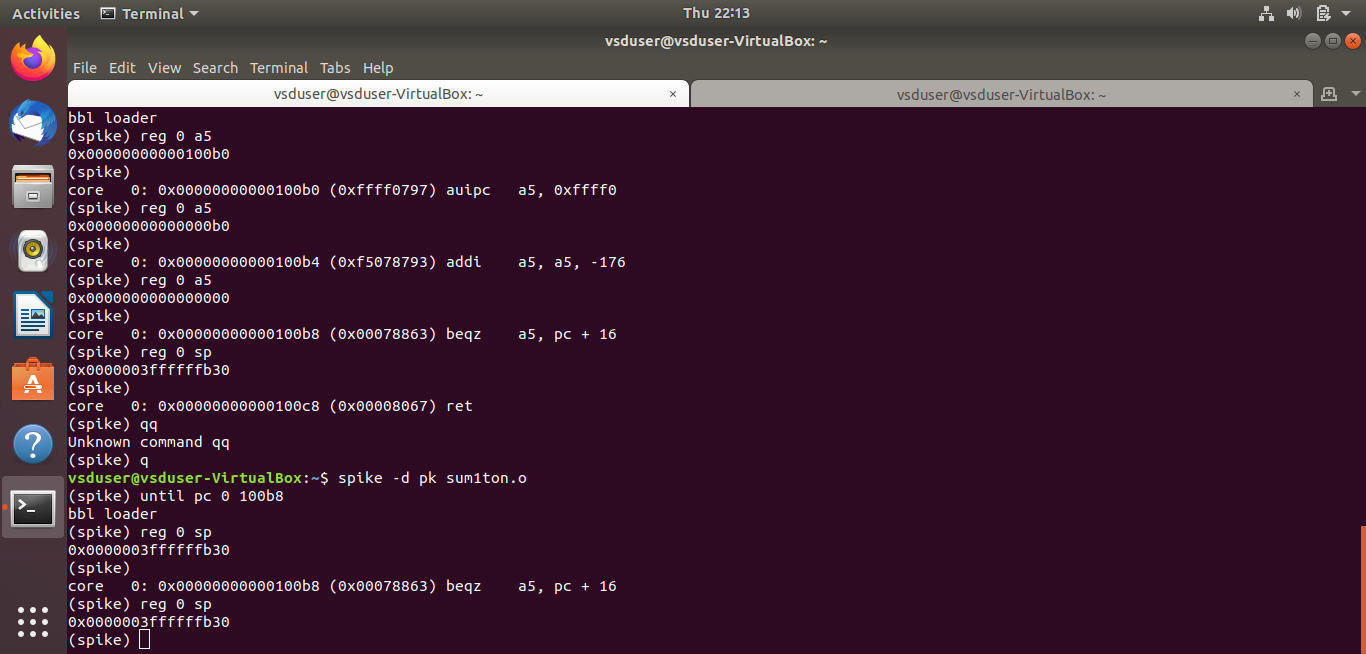 Activities Terminal Thu 22:13
vsduser@vsduser-VirtualBox: ~
File Edit View Search Terminal Tabs Help
vsduser@vsduser-VirtualBox: ~ × vsduser@vsduser-VirtualBox: ~ ×
bbl loader
(spike) reg 0 a5
0x00000000000100b0
(spike)
core   0: 0x00000000000100b0 (0xffff0797) auipc   a5, 0xffff0
(spike) reg 0 a5
0x00000000000000b0
(spike)
core   0: 0x00000000000100b4 (0xf5078793) addi    a5, a5, -176
(spike) reg 0 a5
0x0000000000000000
(spike)
core   0: 0x00000000000100b8 (0x00078863) beqz    a5, pc + 16
(spike) reg 0 sp
0x0000003ffffffb30
(spike)
core   0: 0x00000000000100c8 (0x00008067) ret
(spike) qq
Unknown command qq
(spike) q
vsduser@vsduser-VirtualBox:~$ spike -d pk sum1ton.o
(spike) until pc 0 100b8
bbl loader
(spike) reg 0 sp
0x0000003ffffffb30
(spike)
core   0: 0x00000000000100b8 (0x00078863) beqz    a5, pc + 16
(spike) reg 0 sp
0x0000003ffffffb30
(spike)